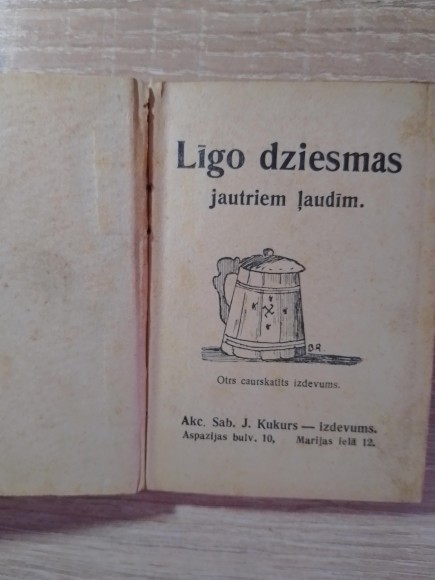 Līgo dziesmas
jautriem ļaudīm.
B.R.
Otrs caurskatīts izdevums.
Akc. Sab. J. Kukurs — izdevums.
Aspazijas bulv. 10, Marijas ielā 12.